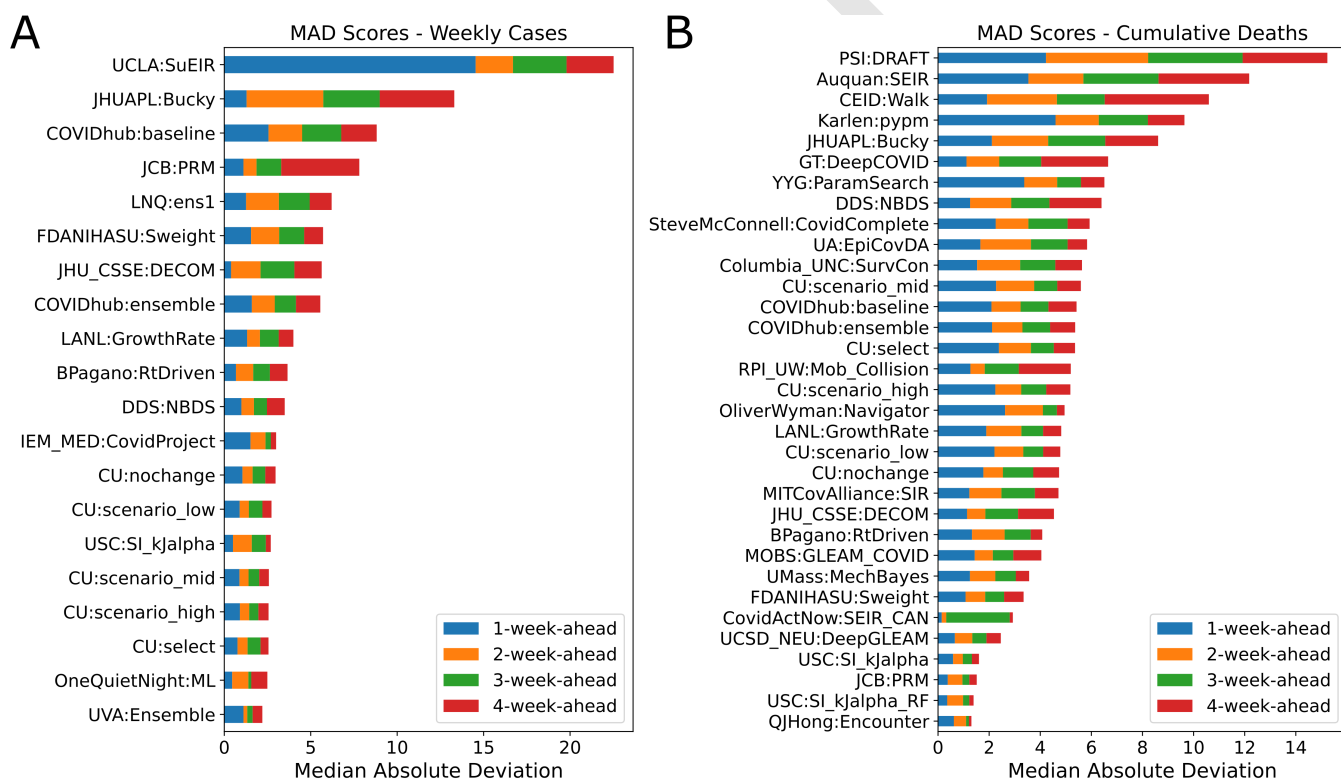 A
MAD Scores - Weekly Cases
UCLA:SuEIR
JHUAPL:Bucky
COVIDhub:baseline
JCB:PRM
LNQ:ens1
FDANIHASU:Sweight
JHU_CSSE:DECOM
COVIDhub:ensemble
LANL:GrowthRate
BPagano:RtDriven
DDS:NBDS
IEM_MED:CovidProject
CU:nochange
CU:scenario_low
USC:SI_kJalpha
CU:scenario_mid
CU:scenario_high
CU:select
OneQuietNight:ML
UVA:Ensemble
1-week-ahead
2-week-ahead
3-week-ahead
4-week-ahead
0 5 10 15 20
Median Absolute Deviation
B
MAD Scores - Cumulative Deaths
PSI:DRAFT
Auquan:SEIR
CEID:Walk
Karlen:pypm
JHUAPL:Bucky
GT:DeepCOVID
YYG:ParamSearch
DDS:NBDS
SteveMcConnell:CovidComplete
UA:EpiCovDA
Columbia_UNC:SurvCon
CU:scenario_mid
COVIDhub:baseline
COVIDhub:ensemble
CU:select
RPI_UW:Mob_Collision
CU:scenario_high
OliverWyman:Navigator
LANL:GrowthRate
CU:scenario_low
CU:nochange
MITCovAlliance:SIR
JHU_CSSE:DECOM
BPagano:RtDriven
MOBS:GLEAM_COVID
UMass:MechBayes
FDANIHASU:Sweight
CovidActNow:SEIR_CAN
UCSD_NEU:DeepGLEAM
USC:SI_kJalpha
JCB:PRM
USC:SI_kJalpha_RF
QJHong:Encounter
1-week-ahead
2-week-ahead
3-week-ahead
4-week-ahead
0 2 4 6 8 10 12 14
Median Absolute Deviation